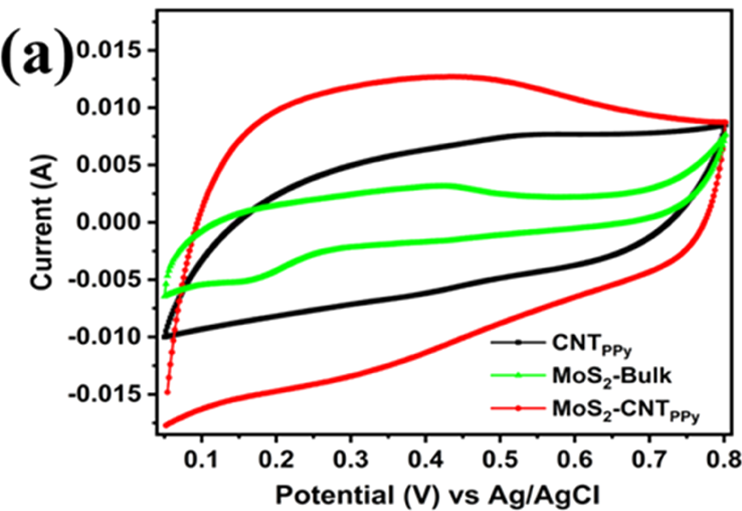 (a)
0.015
0.010
0.005
0.000
-0.005
-0.010
-0.015
Current (A)
CNTPPy
MoS2-Bulk
MoS2-CNTPPy
0.1 0.2 0.3 0.4 0.5 0.6 0.7 0.8
Potential (V) vs Ag/AgCl